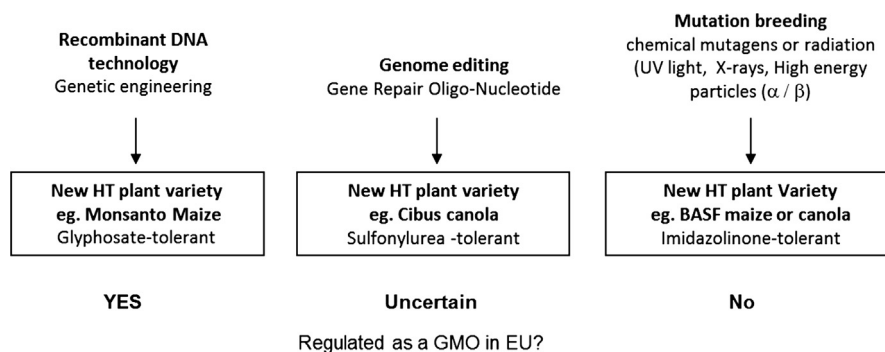 Recombinant DNA
technology
Genetic engineering
New HT plant variety
eg. Monsanto Maize
Glyphosate-tolerant
YES
Genome editing
Gene Repair Oligo-Nucleotide
New HT plant variety
eg. Cibus canola
Sulfonylurea -tolerant
Uncertain
Mutation breeding
chemical mutagens or radiation
(UV light, X-rays, High energy
particles (α / β)
New HT plant Variety
eg. BASF maize or canola
Imidazolinone-tolerant
No
Regulated as a GMO in EU?